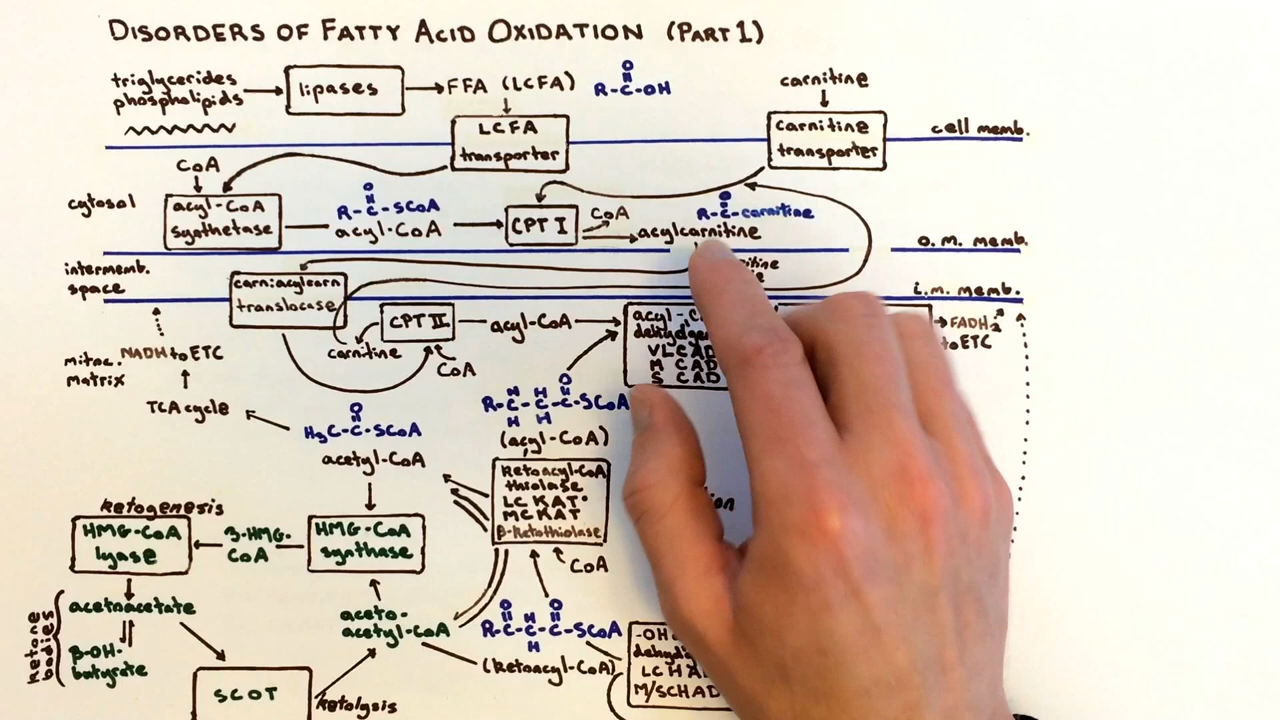 DISORDERS OF FATTY ACID OXIDATION (PART 1)
triglycerides
phospholipids
lipases
FFA (LCFA)
O
R-C-OH
carnitine
LCFA
transporter
carnitine
transporter
cell memb.
CoA
cytosol
acyl-CoA
synthetase
O
R-C-SCoA
acyl-CoA
CPT I
CoA
O
R-C-carnitine
acylcarnitine
o.m. memb.
intermemb.
space
carn:acylcarn
translocase
i.m. memb.
CPT II
acyl-CoA
carnitine
CoA
VLCAD
MCAD
SCAD
FADH2
to ETC
mitoc.
matrix
NADH to ETC
TCA cycle
O
H3C-C-SCoA
acetyl-CoA
H H O
R-C-C-C-SCoA
H H
(acyl-CoA)
ketoacyl-CoA
thiolase
LCKAT
MCKAT
β-ketothiolase
CoA
ketogenesis
HMG-CoA
lyase
3-HMG-
CoA
HMG-CoA
synthase
ketone
bodies
acetoacetate
β-OH-
butyrate
aceto-
acetyl-CoA
O H O
R-C-C-C-SCoA
H
(ketoacyl-CoA)
SCOT
ketolysis
-OH
M/SCHAD